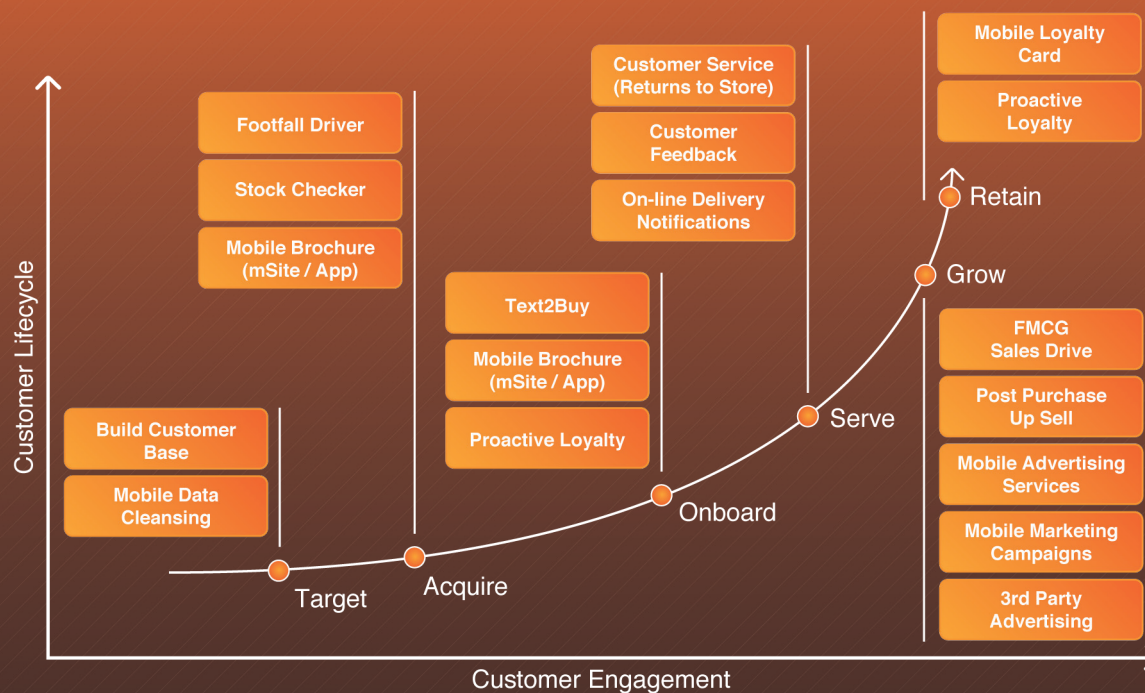 Mobile Loyalty
Card
Proactive
Loyalty
Customer Service
(Returns to Store)
Customer
Feedback
On-line Delivery
Notifications
Footfall Driver
Stock Checker
Mobile Brochure
(mSite / App)
Retain
Grow
Text2Buy
Mobile Brochure
(mSite / App)
Proactive Loyalty
FMCG
Sales Drive
Post Purchase
Up Sell
Mobile Advertising
Services
Mobile Marketing
Campaigns
3rd Party
Advertising
Serve
Build Customer
Base
Mobile Data
Cleansing
Onboard
Acquire
Target
Customer Lifecycle
Customer Engagement